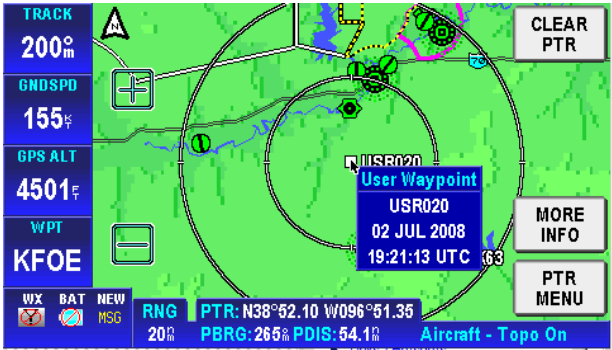 TRACK
200°m
GNDSPD
155KT
GPS ALT
4501F
WPT
KFOE
WX BAT NEW
MSG
CLEAR
PTR
70
USR020
User Waypoint
USR020
02 JUL 2008
19:21:13 UTC
63
MORE
INFO
PTR
MENU
RNG
20NM
PTR: N38°52.10 W096°51.35
PBRG: 265°M PDIS: 54.1NM
Aircraft - Topo On